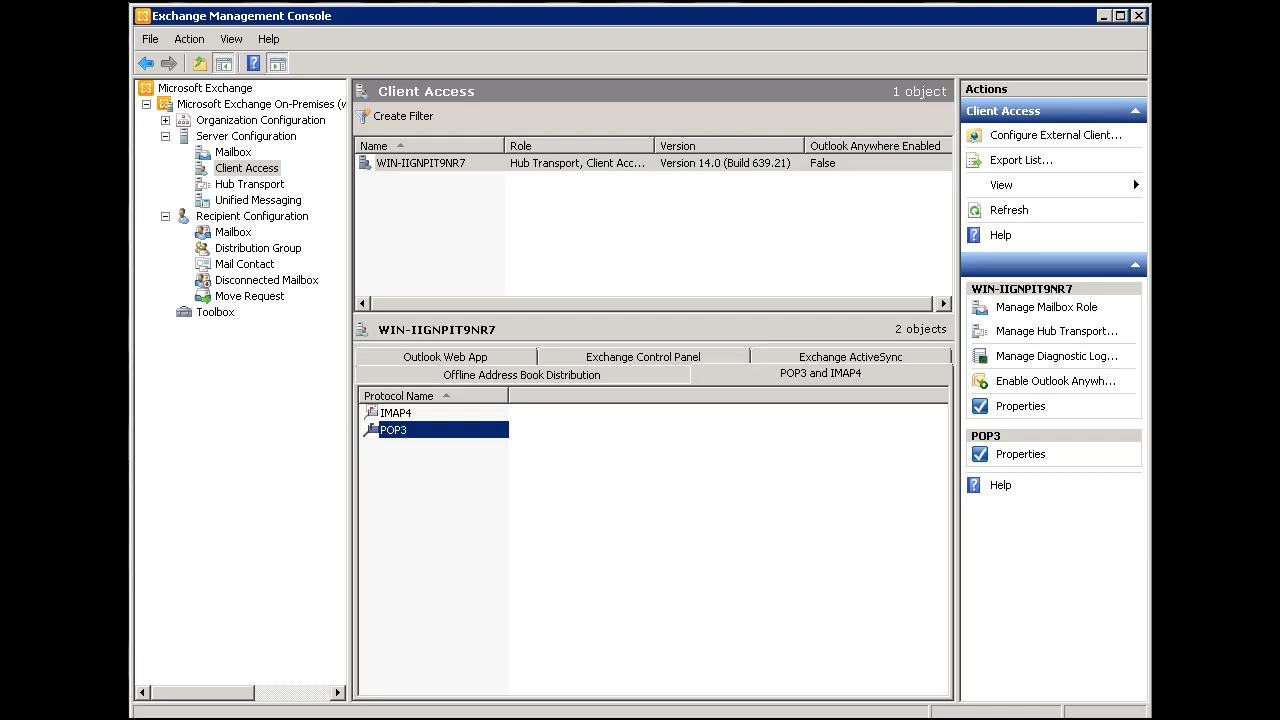 Exchange Management Console
File Action View Help
Microsoft Exchange
Microsoft Exchange On-Premises (w
Organization Configuration
Server Configuration
Mailbox
Client Access
Hub Transport
Unified Messaging
Recipient Configuration
Mailbox
Distribution Group
Mail Contact
Disconnected Mailbox
Move Request
Toolbox
Client Access 1 object
Create Filter
Name Role Version Outlook Anywhere Enabled
WIN-IIGNPIT9NR7 Hub Transport, Client Acc... Version 14.0 (Build 639.21) False
WIN-IIGNPIT9NR7 2 objects
Outlook Web App Exchange Control Panel Exchange ActiveSync
Offline Address Book Distribution POP3 and IMAP4
Protocol Name
IMAP4
POP3
Actions
Client Access
Configure External Client...
Export List...
View
Refresh
Help
WIN-IIGNPIT9NR7
Manage Mailbox Role
Manage Hub Transport...
Manage Diagnostic Log...
Enable Outlook Anywh...
Properties
POP3
Properties
Help